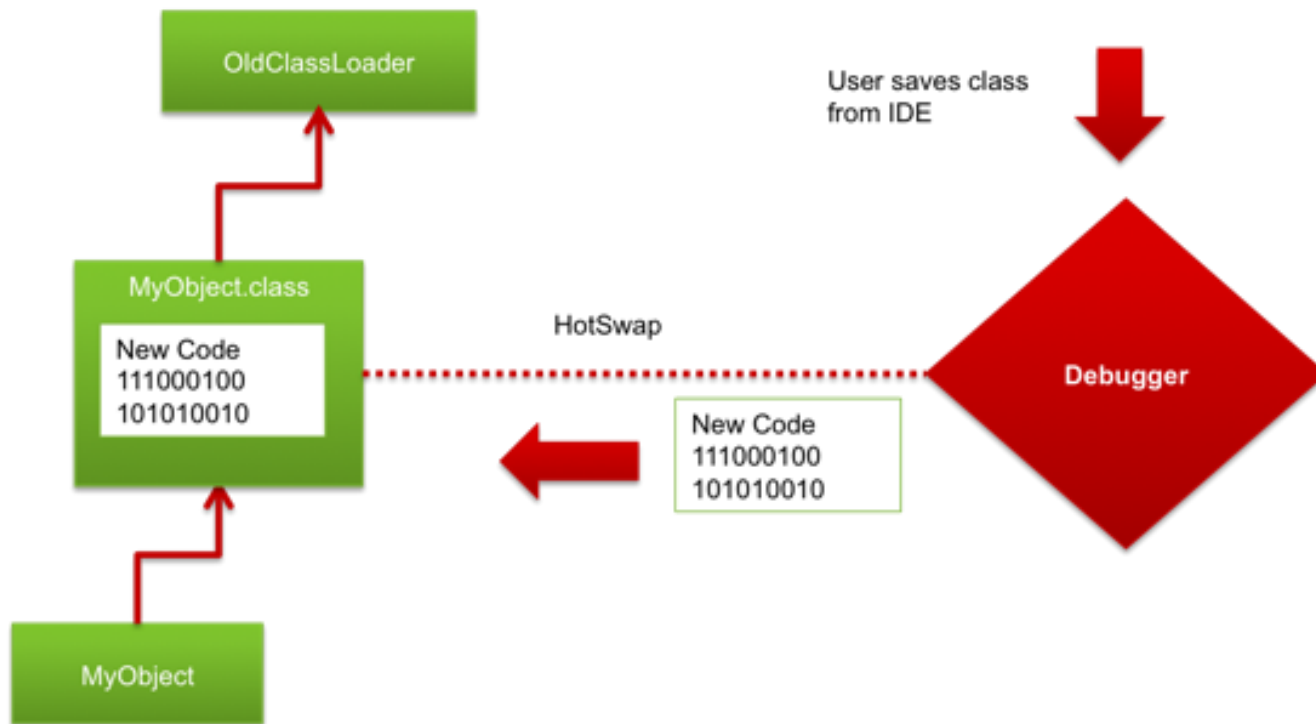 OldClassLoader
User saves class
from IDE
MyObject.class
New Code
111000100
101010010
HotSwap
New Code
111000100
101010010
Debugger
MyObject